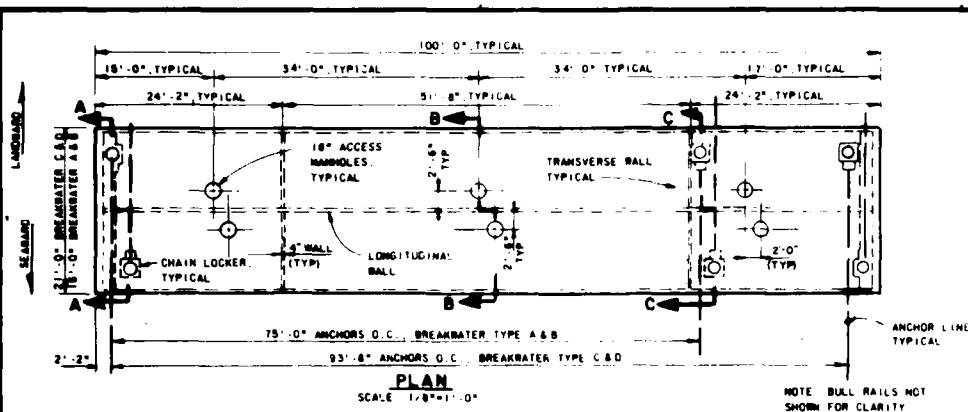 100'-0", TYPICAL
15'-0", TYPICAL
34'-0", TYPICAL
34'-0" TYPICAL
17'-0", TYPICAL
24'-2", TYPICAL
51'-8", TYPICAL
24'-2", TYPICAL
A
B
C
LANDWARD
SEAWARD
21'-0" BREAKWATER C & D
15'-0" BREAKWATER A & B
18" ACCESS
MANHOLES,
TYPICAL
2'-6"
TYP
TRANSVERSE WALL
TYPICAL
4" WALL
(TYP)
LONGITUDINAL
WALL
2'-6"
TYP
2'-0"
(TYP)
CHAIN LOCKER,
TYPICAL
A
B
C
75'-0" ANCHORS O.C., BREAKWATER TYPE A & B
ANCHOR LINE
TYPICAL
2'-2"
93'-8" ANCHORS O.C., BREAKWATER TYPE C & D
PLAN
SCALE 1/8"=1'-0"
NOTE BULL RAILS NOT
SHOWN FOR CLARITY